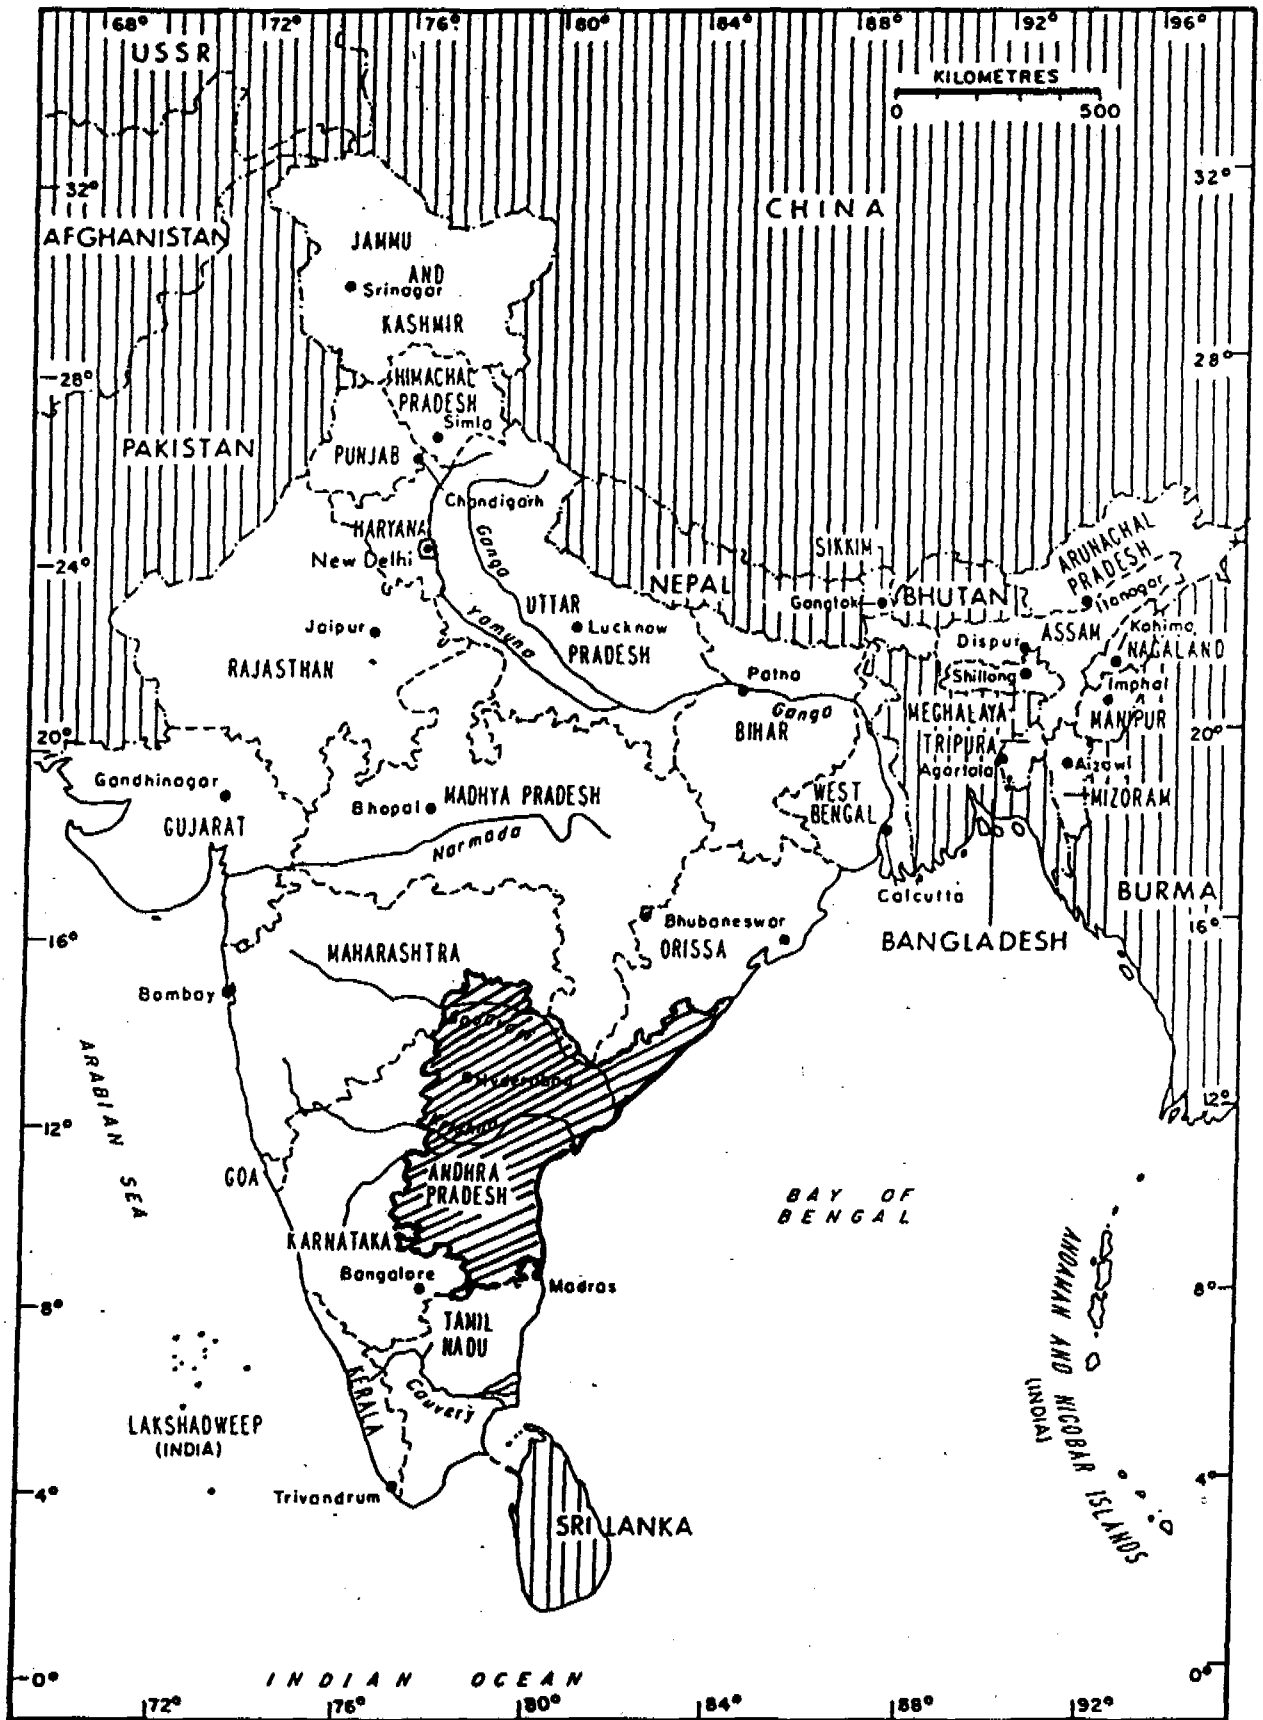 68° 72° 76° 80° 84° 88° 92° 96°
USSR
KILOMETRES
0 500
32° 32°
CHINA
AFGHANISTAN
JAMMU
AND
Srinagar
KASHMIR
28° 28°
HIMACHAL
PRADESH
Simla
PAKISTAN
PUNJAB
Chandigarh
HARYANA
New Delhi
Ganga
24°
SIKKIM
ARUNACHAL
PRADESH
NEPAL
Gangtok
BHUTAN
Itanagar
UTTAR
PRADESH
Lucknow
Yamuna
Jaipur
RAJASTHAN
Dispur
ASSAM
Kohima
NAGALAND
Patna
Shillong
Imphal
Ganga
BIHAR
MEGHALAYA
MANIPUR
20° 20°
TRIPURA
Agartala
Aizawl
MIZORAM
Gandhinagar
GUJARAT
Bhopal
MADHYA PRADESH
Narmada
WEST
BENGAL
Calcutta
BURMA
Bhubaneswar
ORISSA
BANGLADESH
16° 16°
MAHARASHTRA
Bombay
Godavari
Hyderabad
ARABIAN SEA
12° 12°
Krishna
GOA
ANDHRA
PRADESH
BAY OF
BENGAL
KARNATAKA
Bangalore
Madras
8° 8°
TAMIL
NADU
ANDAMAN AND NICOBAR ISLANDS
(INDIA)
KERALA
Cauvery
LAKSHADWEEP
(INDIA)
4° 4°
Trivandrum
SRI LANKA
0° 0°
INDIAN OCEAN
72° 76° 80° 84° 88° 92°